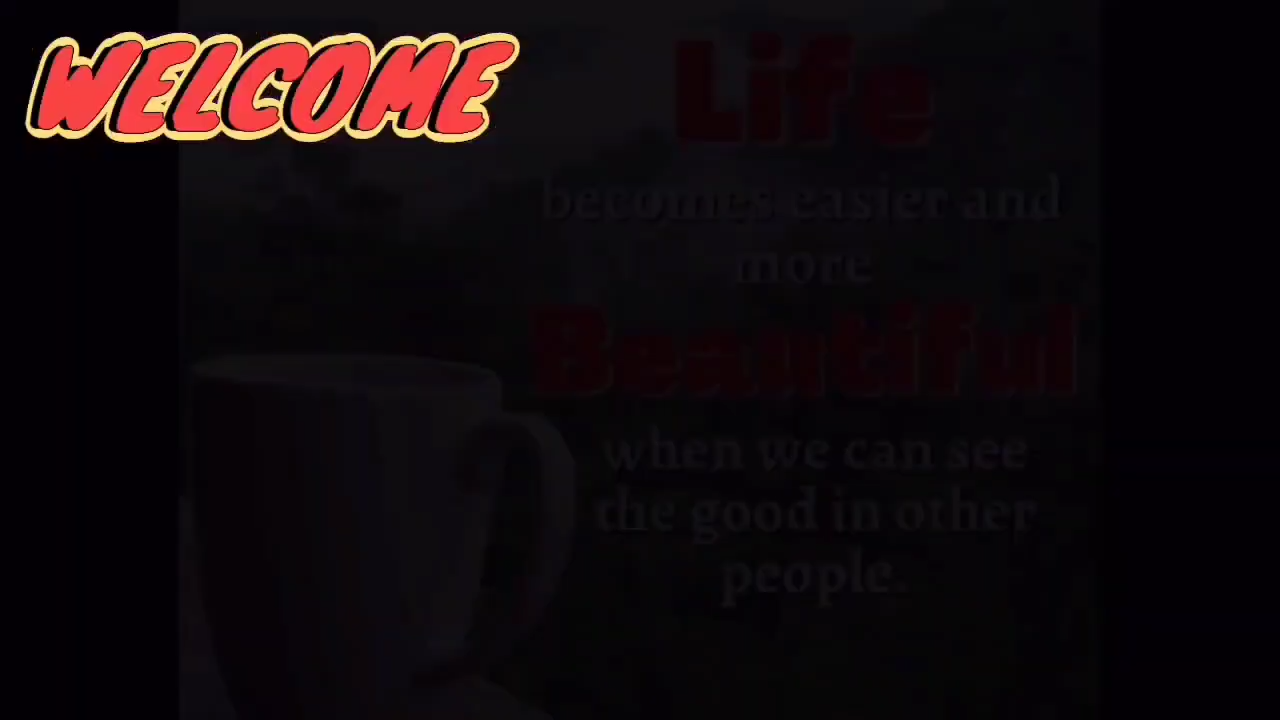 WELCOME
Life
becomes easier and
more
Beautiful
when we can see
the good in other
people.